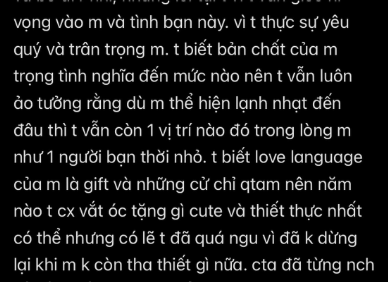 vọng vào m và tình bạn này. vì t thực sự yêu
quý và trân trọng m. t biết bản chất của m
trọng tình nghĩa đến mức nào nên t vẫn luôn
ảo tưởng rằng dù m thể hiện lạnh nhạt đến
đâu thì t vẫn còn 1 vị trí nào đó trong lòng m
như 1 người bạn thời nhỏ. t biết love language
của m là gift và những cử chỉ qtam nên năm
nào t cx vắt óc tặng gì cute và thiết thực nhất
có thể nhưng có lẽ t đã quá ngu vì đã k dừng
lại khi m k còn tha thiết gì nữa. cta đã từng nch